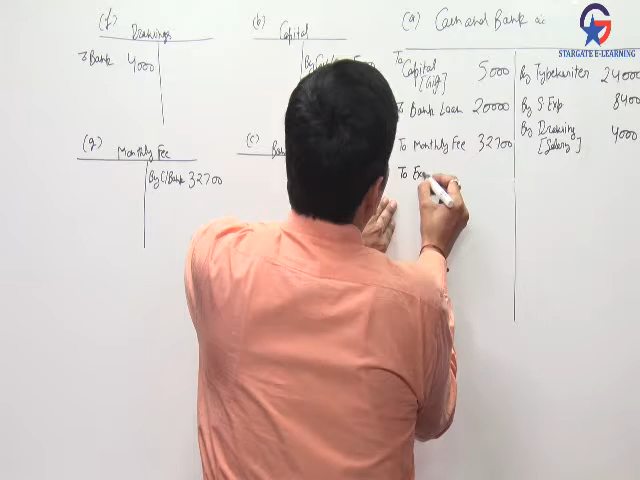 (f)
Drawings
To Bank 4000
(b)
Capital
(a) Cash and Bank a/c
To Capital 5000
[Gift]
To Bank Loan 20000
To Monthly Fee 32700
To Exa
By Typewriter 24000
By S Exp 8400
By Drawing 4000
[Salary]
(g)
Monthly Fee
By C/Bank 32700
(c)
STARGATE E-LEARNING